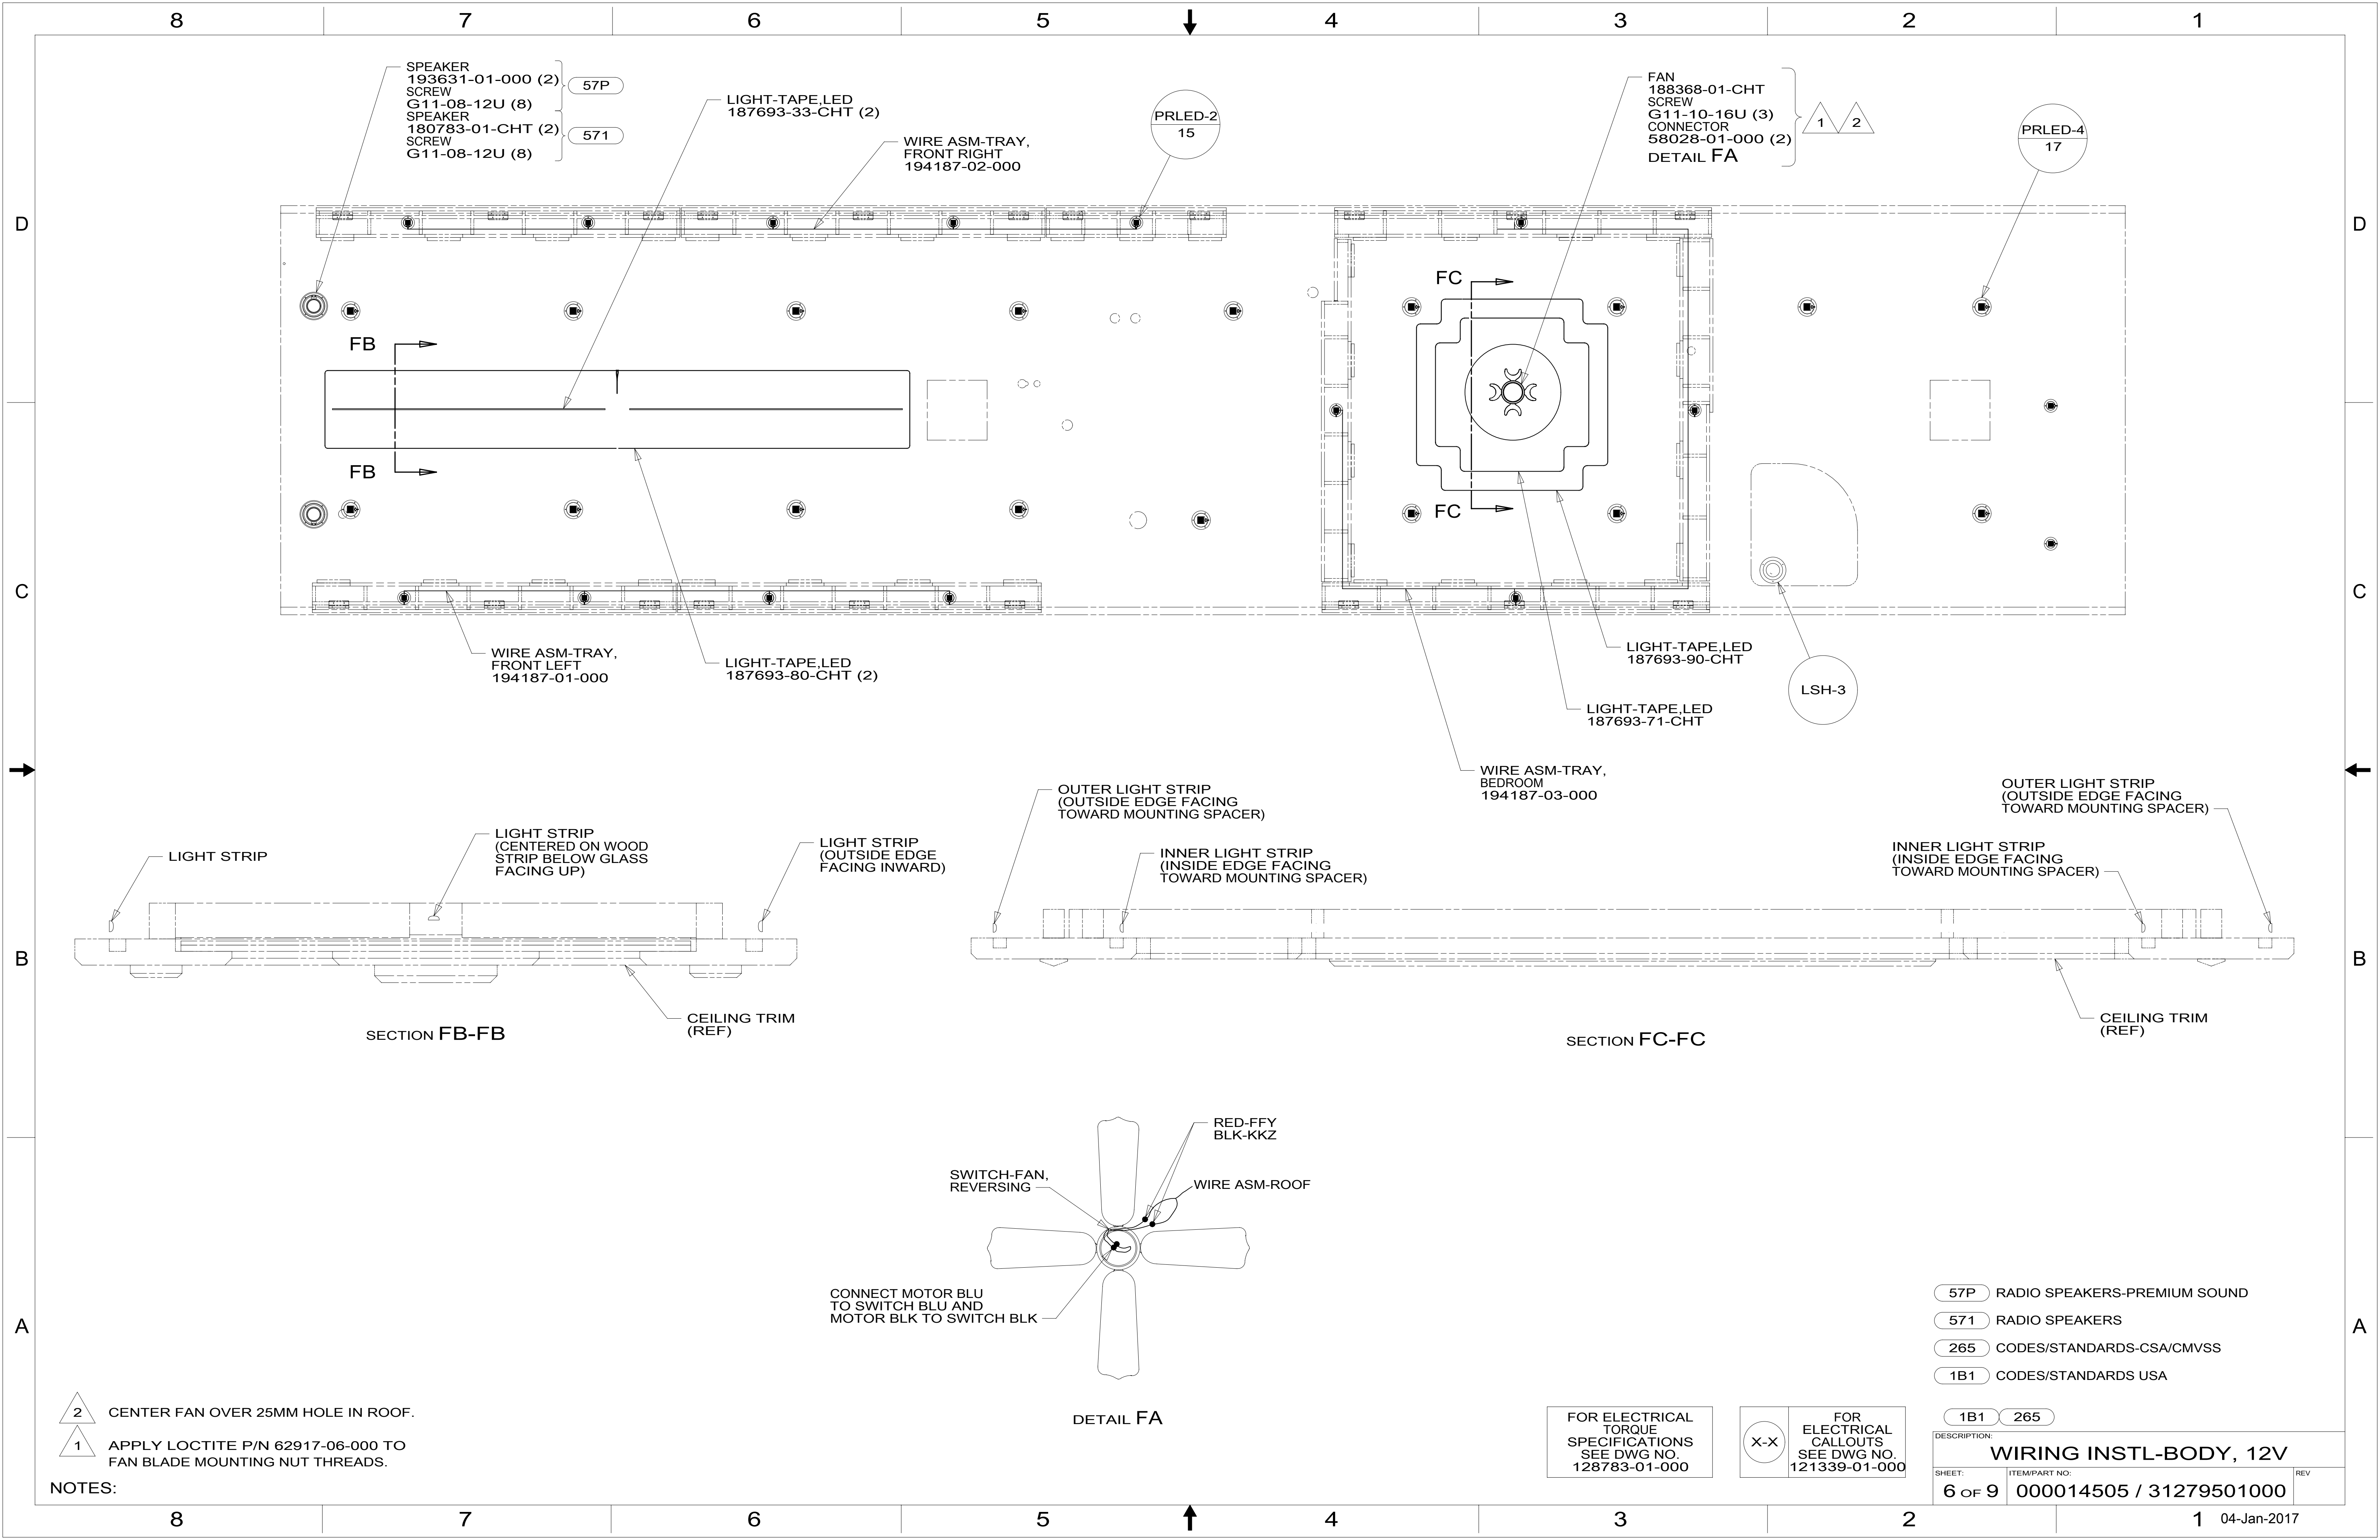 8 7 6 5 4 3 2 1
SPEAKER
193631-01-000 (2)
SCREW
G11-08-12U (8)
57P
SPEAKER
180783-01-CHT (2)
SCREW
G11-08-12U (8)
571
LIGHT-TAPE,LED
187693-33-CHT (2)
WIRE ASM-TRAY,
FRONT RIGHT
194187-02-000
PRLED-2
15
FAN
188368-01-CHT
SCREW
G11-10-16U (3)
CONNECTOR
58028-01-000 (2)
DETAIL FA
1 2
PRLED-4
17
D D
FC
FB
FB
FC
C C
WIRE ASM-TRAY,
FRONT LEFT
194187-01-000
LIGHT-TAPE,LED
187693-80-CHT (2)
LIGHT-TAPE,LED
187693-90-CHT
LSH-3
LIGHT-TAPE,LED
187693-71-CHT
WIRE ASM-TRAY,
BEDROOM
194187-03-000
LIGHT STRIP
LIGHT STRIP
(CENTERED ON WOOD
STRIP BELOW GLASS
FACING UP)
LIGHT STRIP
(OUTSIDE EDGE
FACING INWARD)
OUTER LIGHT STRIP
(OUTSIDE EDGE FACING
TOWARD MOUNTING SPACER)
INNER LIGHT STRIP
(INSIDE EDGE FACING
TOWARD MOUNTING SPACER)
OUTER LIGHT STRIP
(OUTSIDE EDGE FACING
TOWARD MOUNTING SPACER)
INNER LIGHT STRIP
(INSIDE EDGE FACING
TOWARD MOUNTING SPACER)
B B
CEILING TRIM
(REF)
SECTION FB-FB
CEILING TRIM
(REF)
SECTION FC-FC
RED-FFY
BLK-KKZ
SWITCH-FAN,
REVERSING
WIRE ASM-ROOF
CONNECT MOTOR BLU
TO SWITCH BLU AND
MOTOR BLK TO SWITCH BLK
DETAIL FA
A A
57P RADIO SPEAKERS-PREMIUM SOUND
571 RADIO SPEAKERS
265 CODES/STANDARDS-CSA/CMVSS
1B1 CODES/STANDARDS USA
1B1 265
2 CENTER FAN OVER 25MM HOLE IN ROOF.
1 APPLY LOCTITE P/N 62917-06-000 TO
FAN BLADE MOUNTING NUT THREADS.
NOTES:
FOR ELECTRICAL
TORQUE
SPECIFICATIONS
SEE DWG NO.
128783-01-000
X-X
FOR
ELECTRICAL
CALLOUTS
SEE DWG NO.
121339-01-000
DESCRIPTION:
WIRING INSTL-BODY, 12V
SHEET:
6 OF 9
ITEM/PART NO:
000014505 / 31279501000
REV
8 7 6 5 4 3 2 1
04-Jan-2017